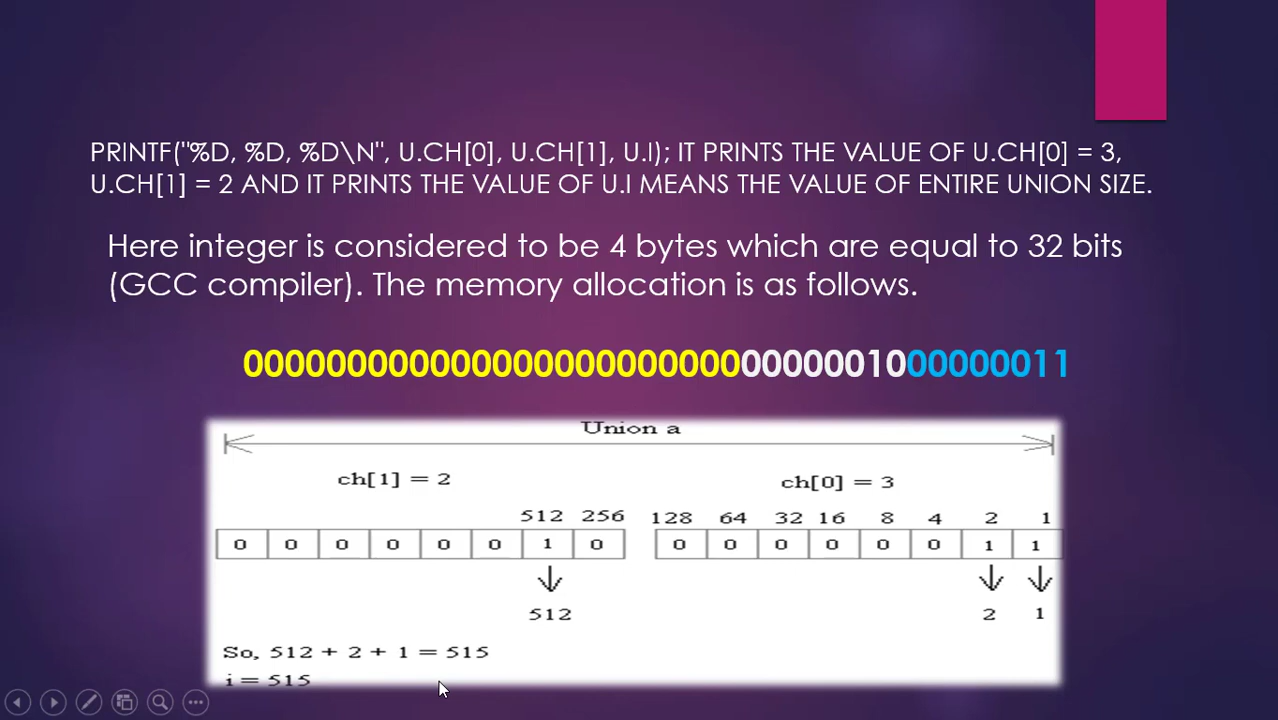 PRINTF("%D, %D, %D\N", U.CH[0], U.CH[1], U.I); IT PRINTS THE VALUE OF U.CH[0] = 3,
U.CH[1] = 2 AND IT PRINTS THE VALUE OF U.I MEANS THE VALUE OF ENTIRE UNION SIZE.
Here integer is considered to be 4 bytes which are equal to 32 bits
(GCC compiler). The memory allocation is as follows.
00000000000000000000000000000010 00000011
Union a
ch[1] = 2 ch[0] = 3
512 256 128 64 32 16 8 4 2 1
0 0 0 0 0 0 1 0 0 0 0 0 0 0 1 1
512 2 1
So, 512 + 2 + 1 = 515
i = 515